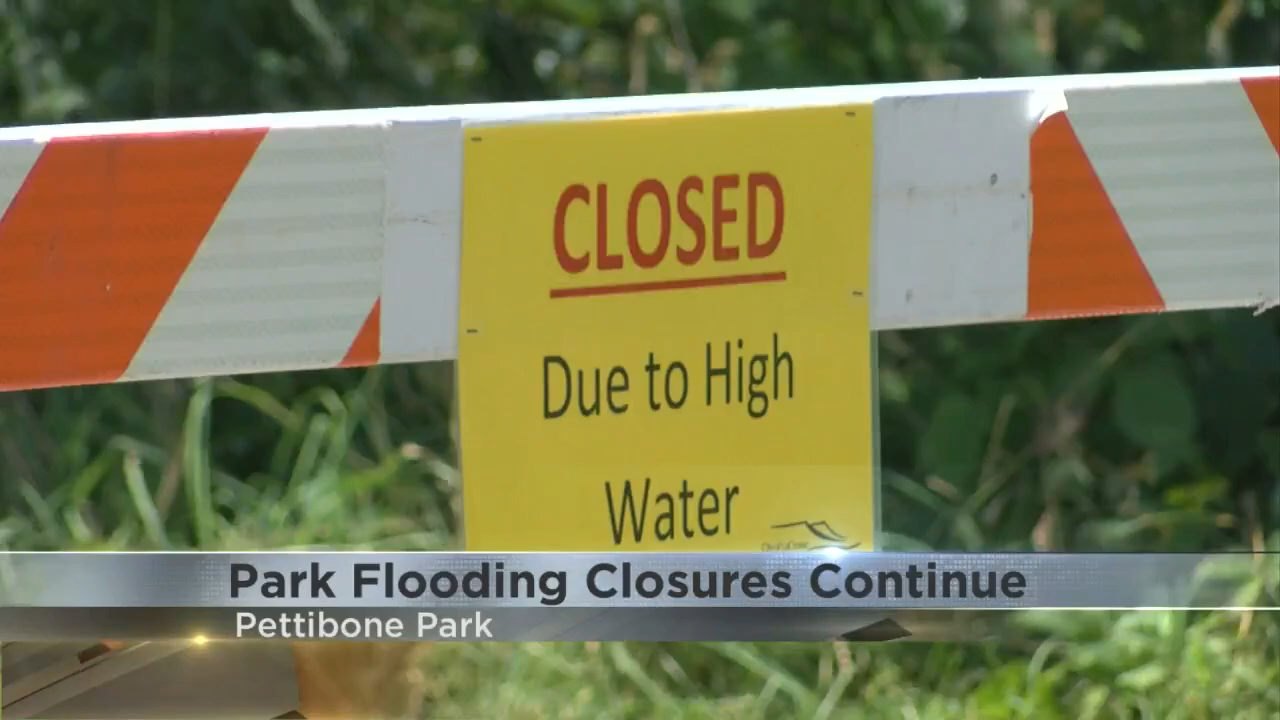 CLOSED
Due to High
Water
Park Flooding Closures Continue
Pettibone Park